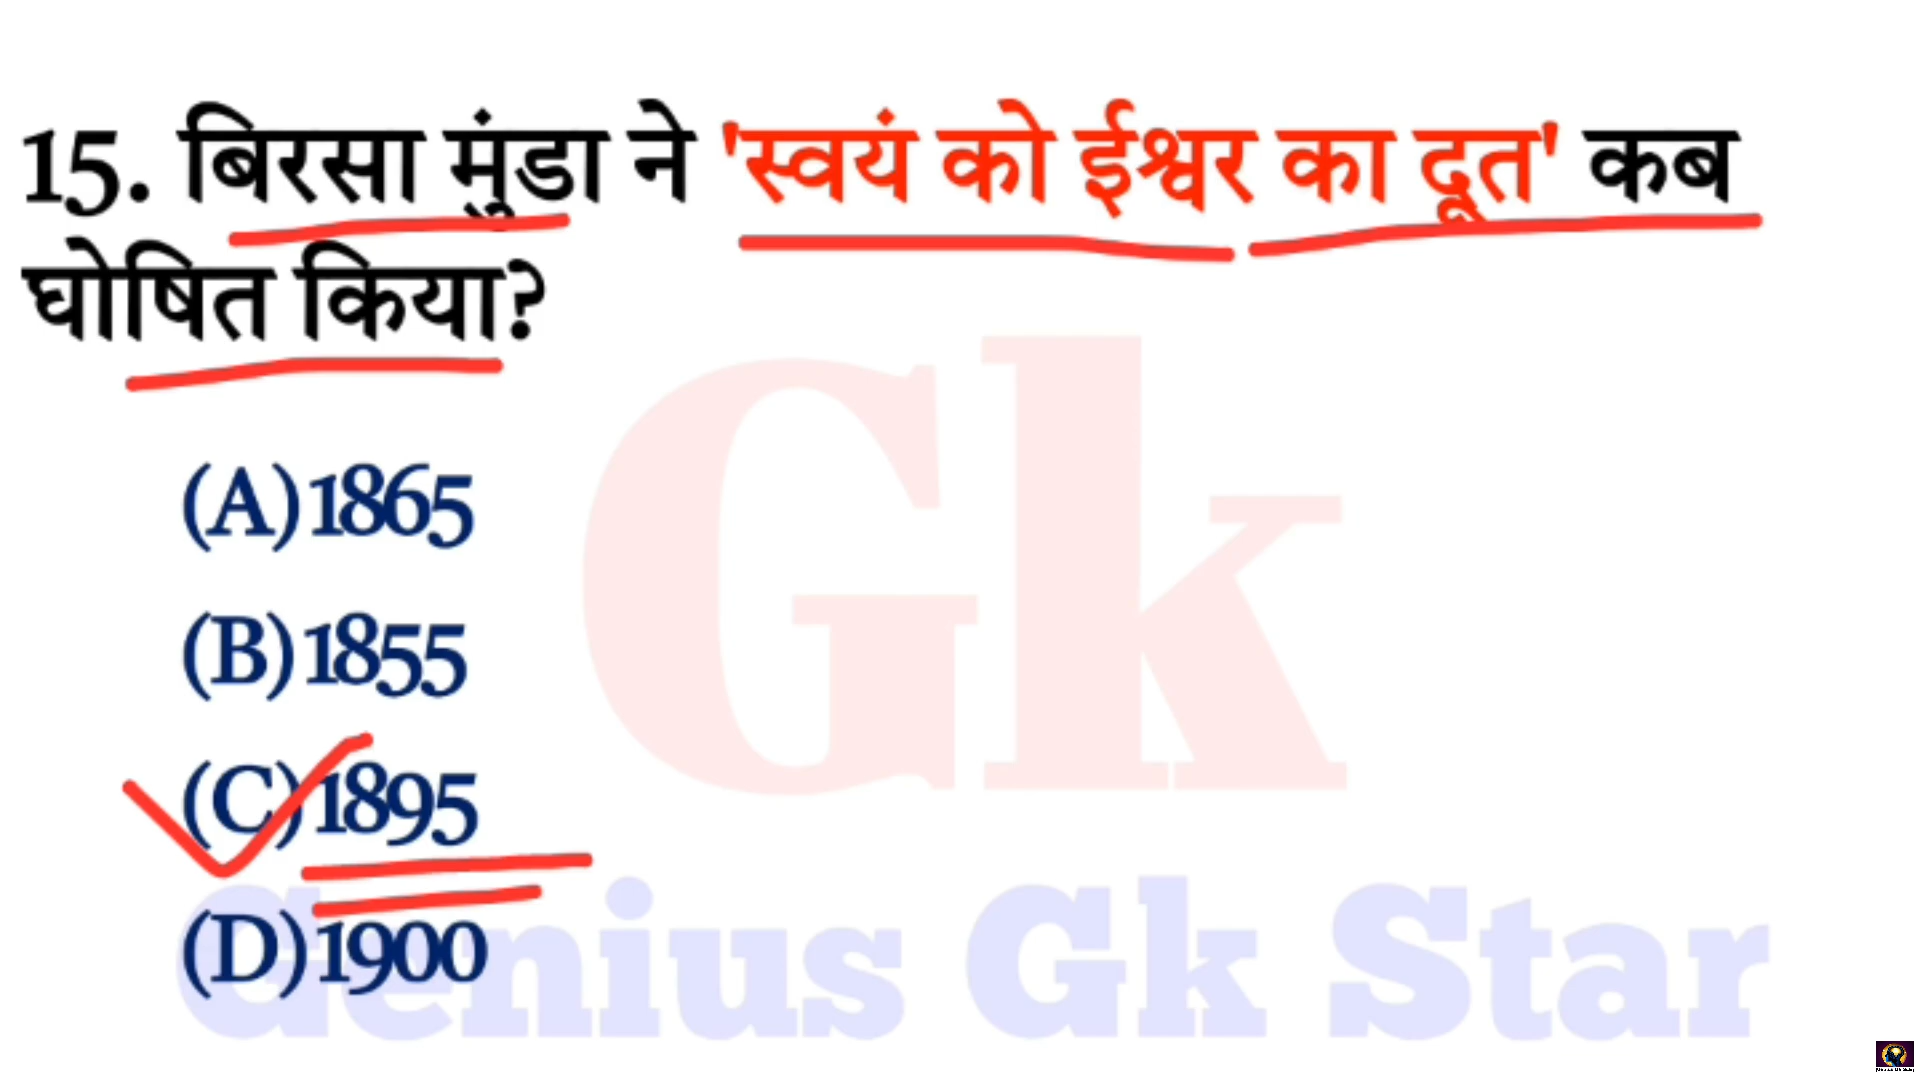 15. बिरसा मुंडा ने 'स्वयं को ईश्वर का दूत' कब
घोषित किया?
Gk
(A) 1865
(B) 1855
(C) 1895
(D) 1900
Genius Gk Star